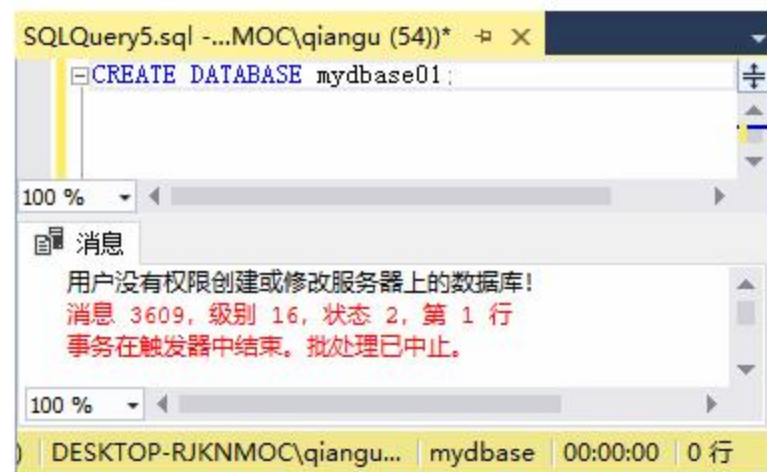 SQLQuery5.sql -...MOC\qiangu (54))*
CREATE DATABASE mydbase01;
100 %
消息
用户没有权限创建或修改服务器上的数据库!
消息 3609, 级别 16, 状态 2, 第 1 行
事务在触发器中结束。批处理已中止。
100 %
) DESKTOP-RJKNMOC\qiangu... mydbase 00:00:00 0 行